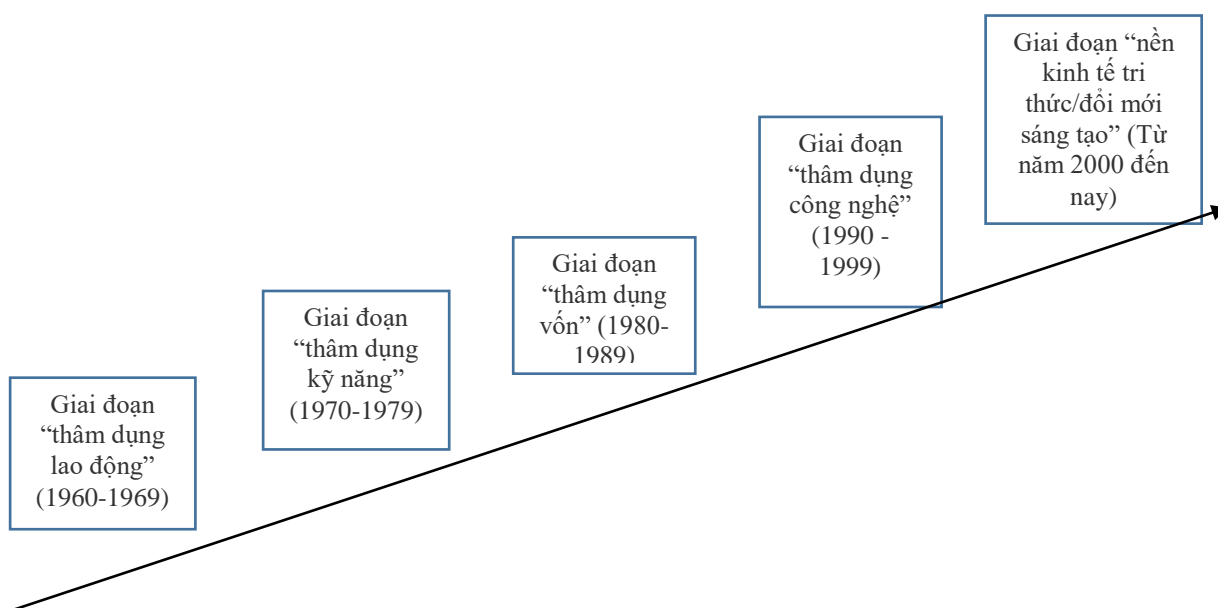 Giai đoạn
“thâm dụng
lao động”
(1960-1969)
Giai đoạn
“thâm dụng
kỹ năng”
(1970-1979)
Giai đoạn
“thâm dụng
vốn” (1980-
1989)
Giai đoạn
“thâm dụng
công nghệ”
(1990 -
1999)
Giai đoạn “nền
kinh tế tri
thức/đổi mới
sáng tạo” (Từ
năm 2000 đến
nay)